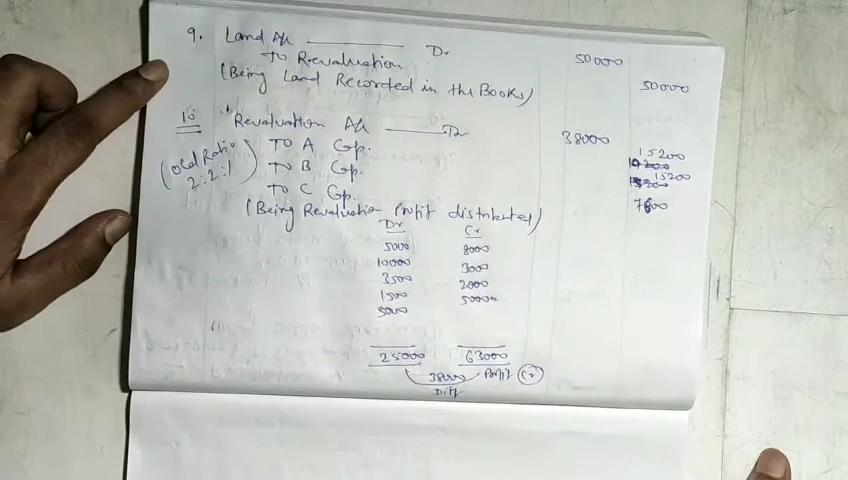 9. Land A/c ———— Dr 50000
To Revaluation 50000
(Being Land Recorded in the Books)
10 Revaluation A/c ——— Dr 38000
To A Cap. 15200
(Old Ratio 2:2:1) To B Cap. 15200
To C Cap. 7600
(Being Revaluation Profit distributed)
Dr Cr
5000 8000
10000 3000
3500 2000
1500 50000
5000
25000 63000
38000 Profit (Cr)
Diff